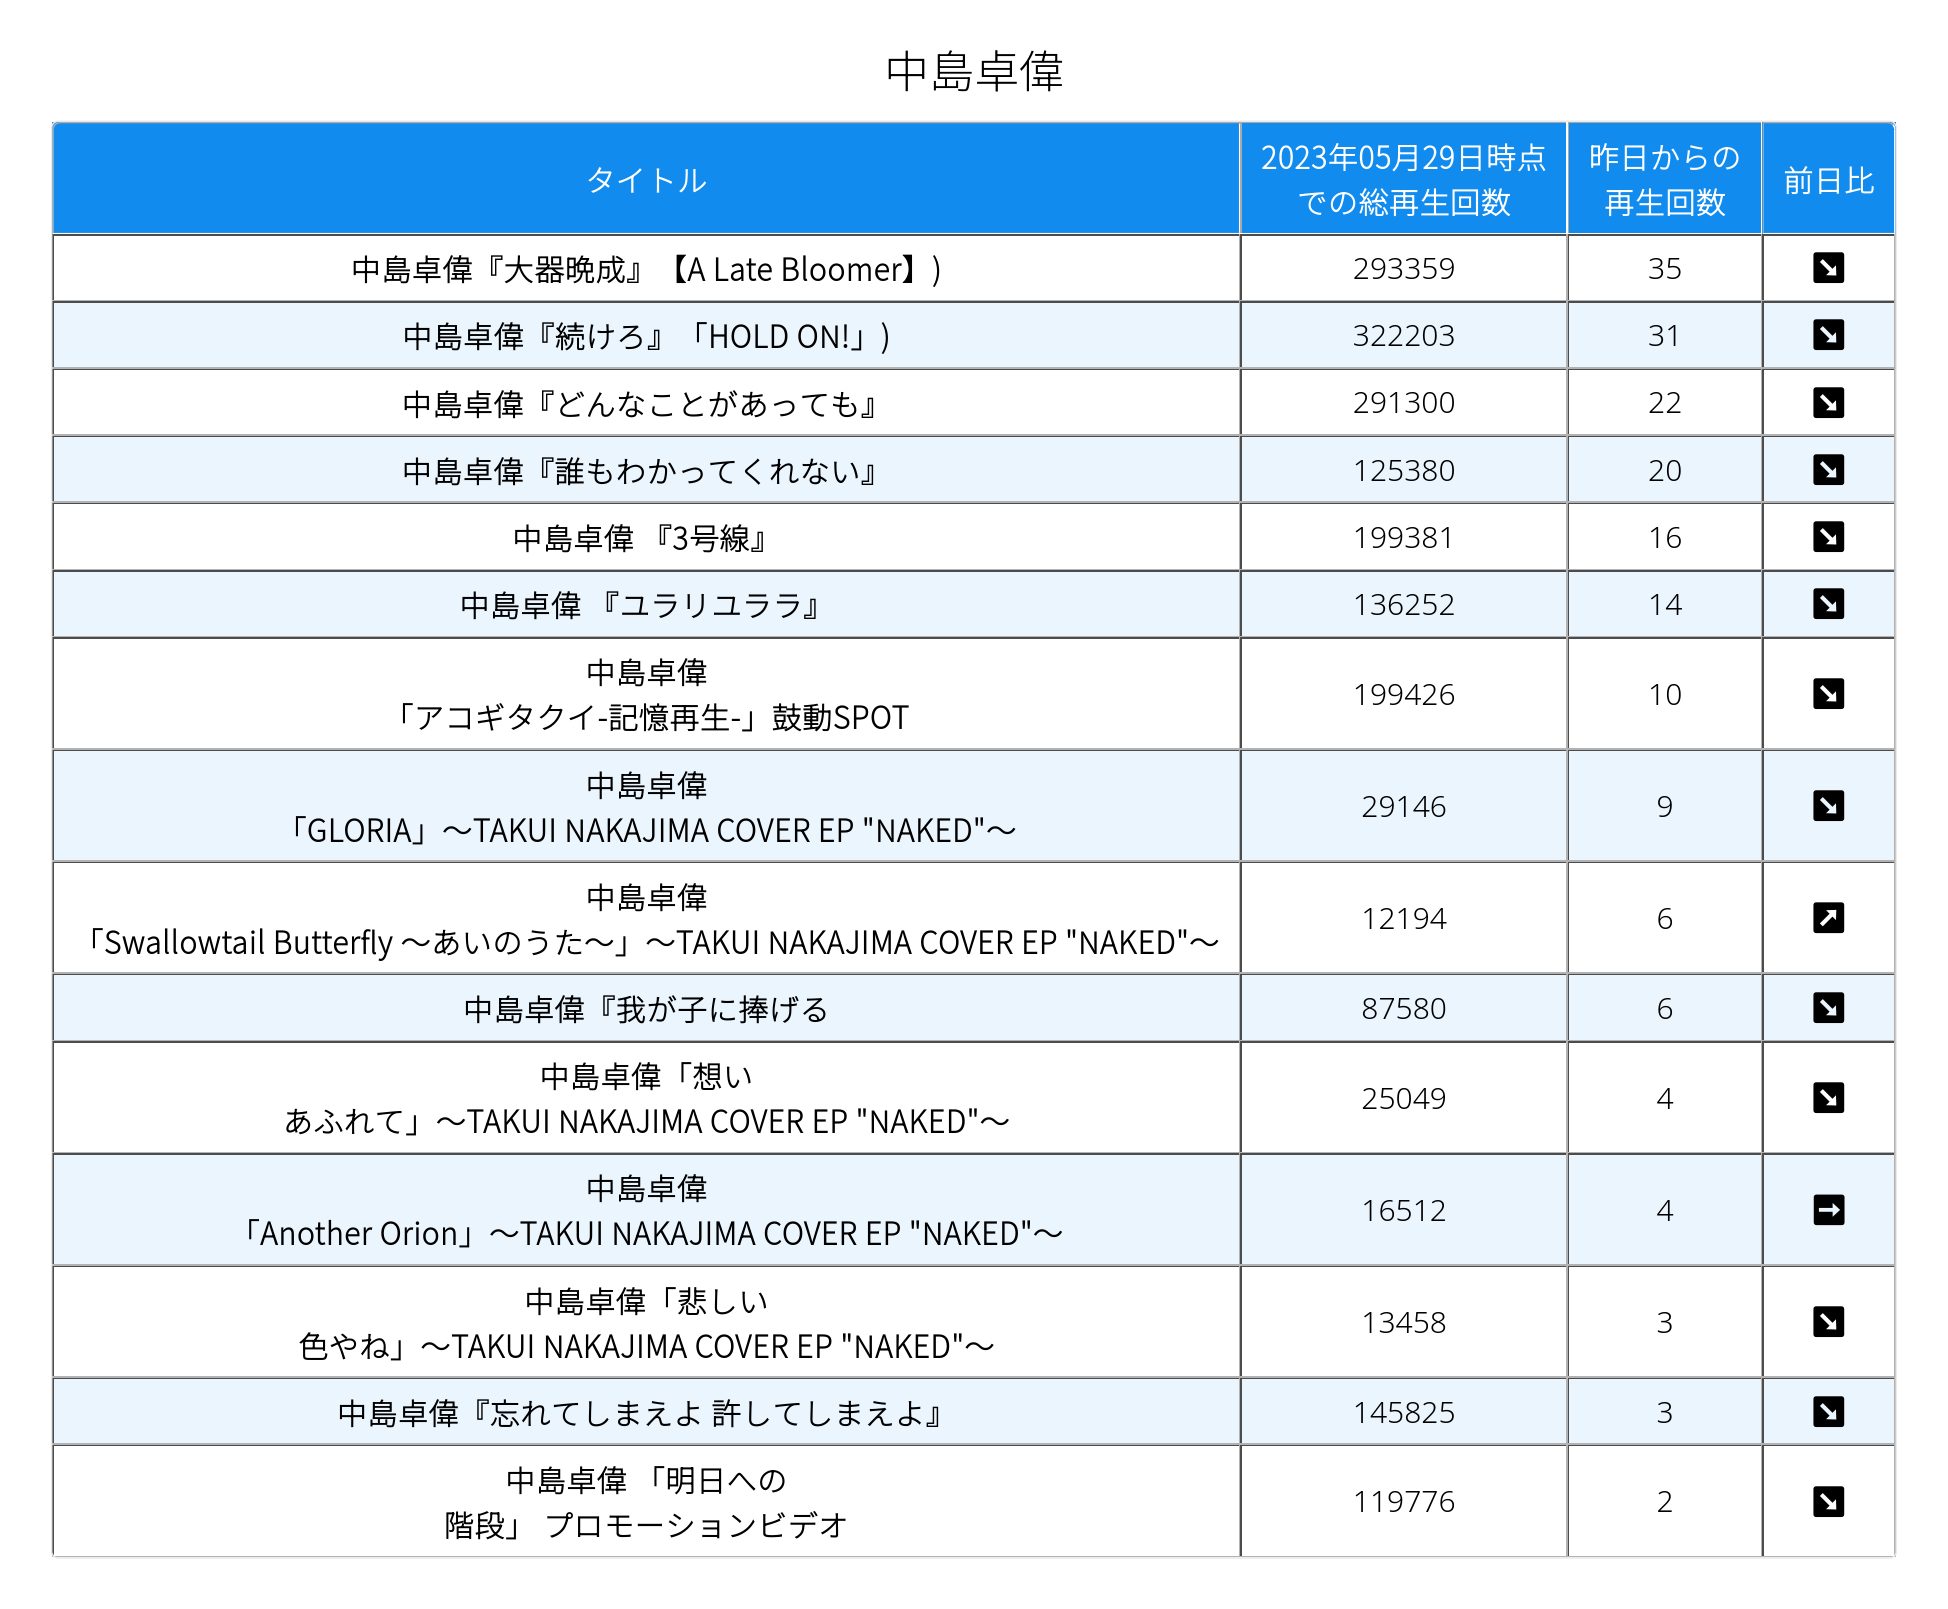 中島卓偉
タイトル
2023年05月29日時点
での総再生回数
昨日からの
再生回数
前日比
中島卓偉『大器晩成』【A Late Bloomer】)
293359
35
中島卓偉『続けろ』「HOLD ON!」)
322203
31
中島卓偉『どんなことがあっても』
291300
22
中島卓偉『誰もわかってくれない』
125380
20
中島卓偉 『3号線』
199381
16
中島卓偉 『ユラリユララ』
136252
14
中島卓偉
「アコギタクイ-記憶再生-」鼓動SPOT
199426
10
中島卓偉
「GLORIA」～TAKUI NAKAJIMA COVER EP "NAKED"～
29146
9
中島卓偉
「Swallowtail Butterfly ～あいのうた～」～TAKUI NAKAJIMA COVER EP "NAKED"～
12194
6
中島卓偉『我が子に捧げる
87580
6
中島卓偉「想い
あふれて」～TAKUI NAKAJIMA COVER EP "NAKED"～
25049
4
中島卓偉
「Another Orion」～TAKUI NAKAJIMA COVER EP "NAKED"～
16512
4
中島卓偉「悲しい
色やね」～TAKUI NAKAJIMA COVER EP "NAKED"～
13458
3
中島卓偉『忘れてしまえよ 許してしまえよ』
145825
3
中島卓偉 「明日への
階段」 プロモーションビデオ
119776
2